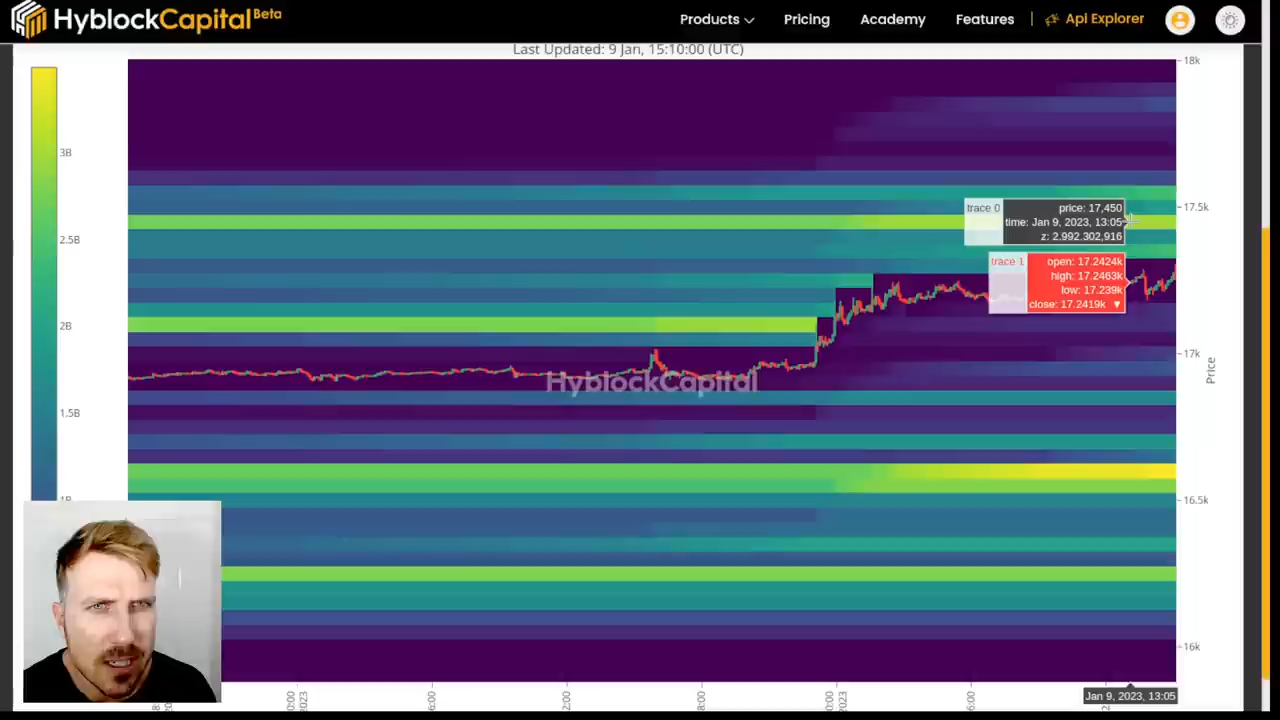 HyblockCapital Beta
Products
Pricing
Academy
Features
Api Explorer
Last Updated: 9 Jan, 15:10:00 (UTC)
3B
2.5B
2B
1.5B
18k
17.5k
17k
16.5k
16k
Price
trace 0
price: 17,450
time: Jan 9, 2023, 13:05
z: 2.992.302,916
trace 1
open: 17.2424k
high: 17.2463k
low: 17.239k
close: 17.2419k ▼
HyblockCapital
Jan 9, 2023, 13:05